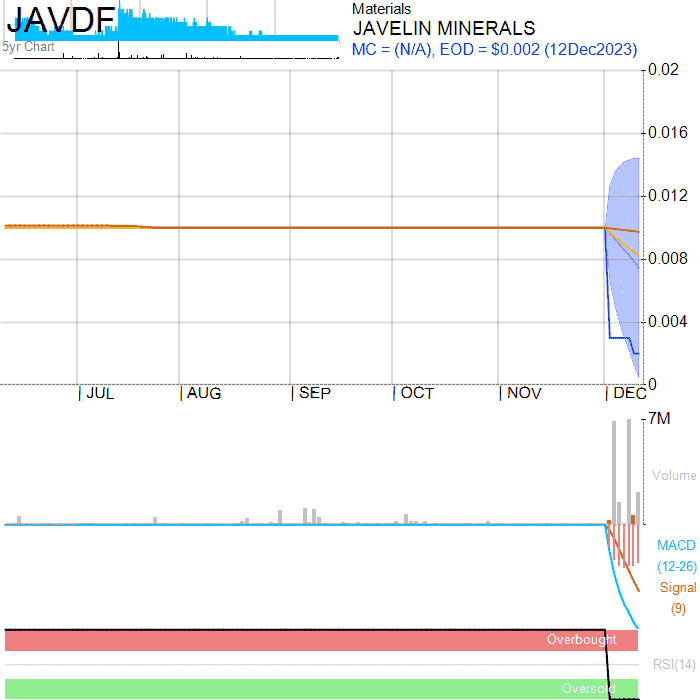 JAVDF
5yr Chart
Materials
JAVELIN MINERALS
MC = (N/A), EOD = $0.002 (12Dec2023)
0.02
0.016
0.012
0.008
0.004
0
JUL
AUG
SEP
OCT
NOV
DEC
7M
Volume
MACD
(12-26)
Signal
(9)
Overbought
RSI(14)
Oversold